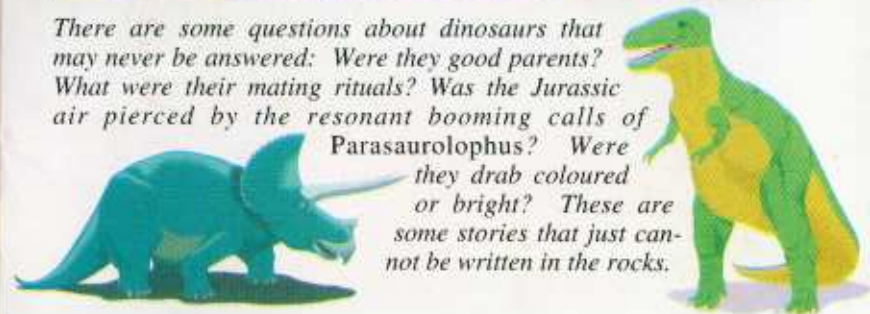 There are some questions about dinosaurs that
may never be answered: Were they good parents?
What were their mating rituals? Was the Jurassic
air pierced by the resonant booming calls of
Parasaurolophus? Were
they drab coloured
or bright? These are
some stories that just can-
not be written in the rocks.